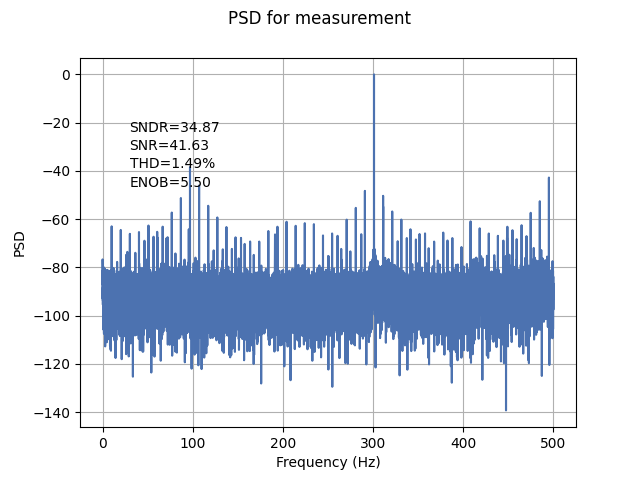 PSD for measurement
0
−20
−40
−60
−80
−100
−120
−140
PSD
SNDR=34.87
SNR=41.63
THD=1.49%
ENOB=5.50
0
100
200
300
400
500
Frequency (Hz)